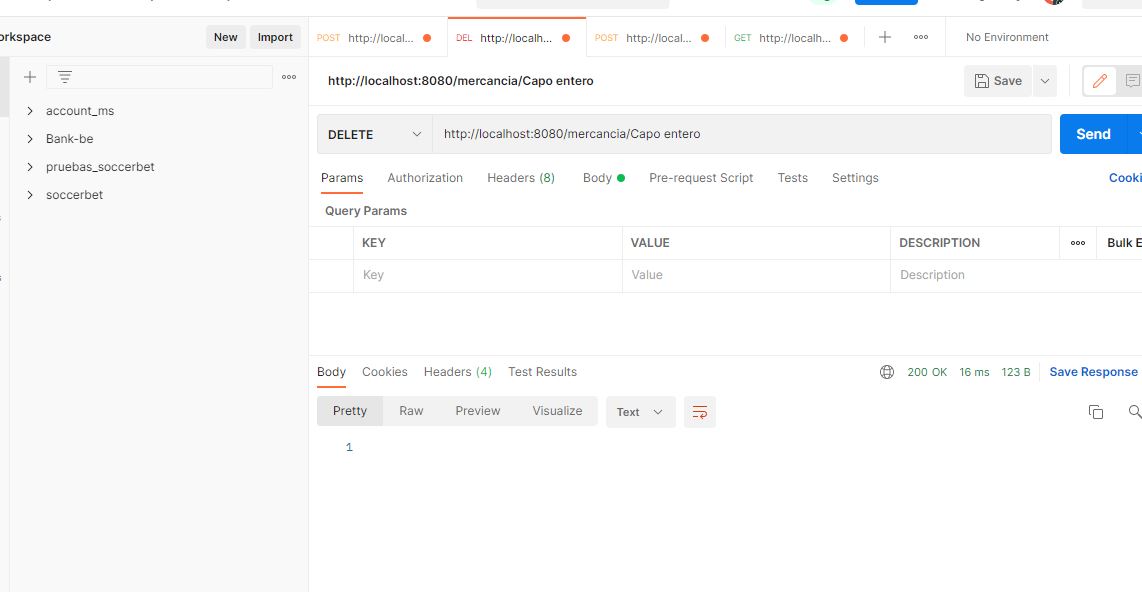 orkspace
New
Import
POST http://local...
DEL http://localh...
POST http://local...
GET http://localh...
No Environment
http://localhost:8080/mercancia/Capo entero
Save
account_ms
Bank-be
pruebas_soccerbet
soccerbet
DELETE
http://localhost:8080/mercancia/Capo entero
Send
Params
Authorization
Headers (8)
Body
Pre-request Script
Tests
Settings
Cooki
Query Params
KEY
VALUE
DESCRIPTION
Bulk E
Key
Value
Description
Body
Cookies
Headers (4)
Test Results
200 OK
16 ms
123 B
Save Response
Pretty
Raw
Preview
Visualize
Text
1